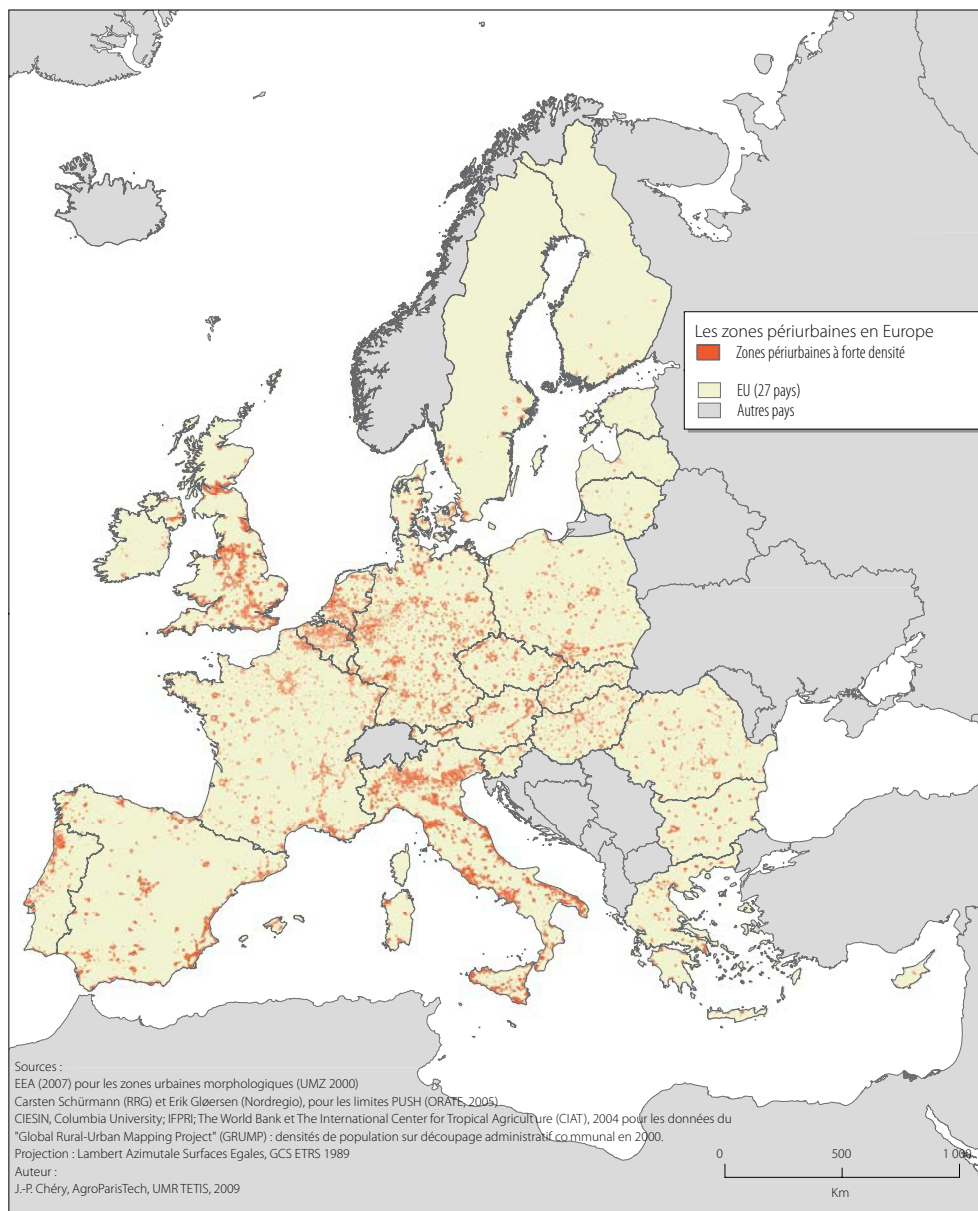 Les zones périurbaines en Europe
Zones périurbaines à forte densité
EU (27 pays)
Autres pays
Sources :
EEA (2007) pour les zones urbaines morphologiques (UMZ 2000)
Carsten Schürmann (RRG) et Erik Gløersen (Nordregio), pour les limites PUSH (ORATE, 2005)
CIESIN, Columbia University; IFPRI; The World Bank et The International Center for Tropical Agriculture (CIAT), 2004 pour les données du
"Global Rural-Urban Mapping Project" (GRUMP) : densités de population sur découpage administratif communal en 2000.
Projection : Lambert Azimutale Surfaces Egales, GCS ETRS 1989
Auteur :
J.-P. Chéry, AgroParisTech, UMR TETIS, 2009
0 500 1 000
Km